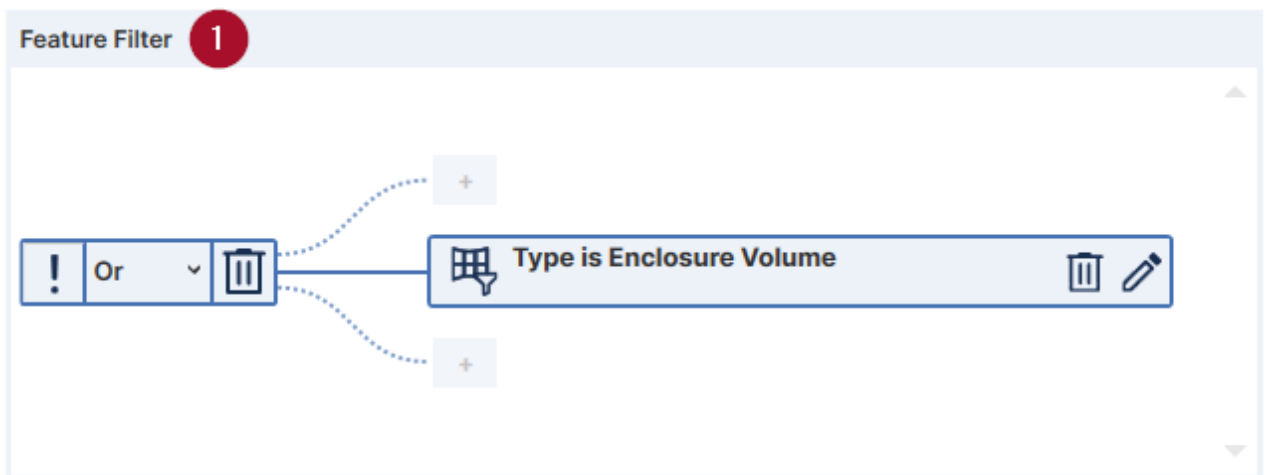 Feature Filter 1
+
! Or Type is Enclosure Volume
+